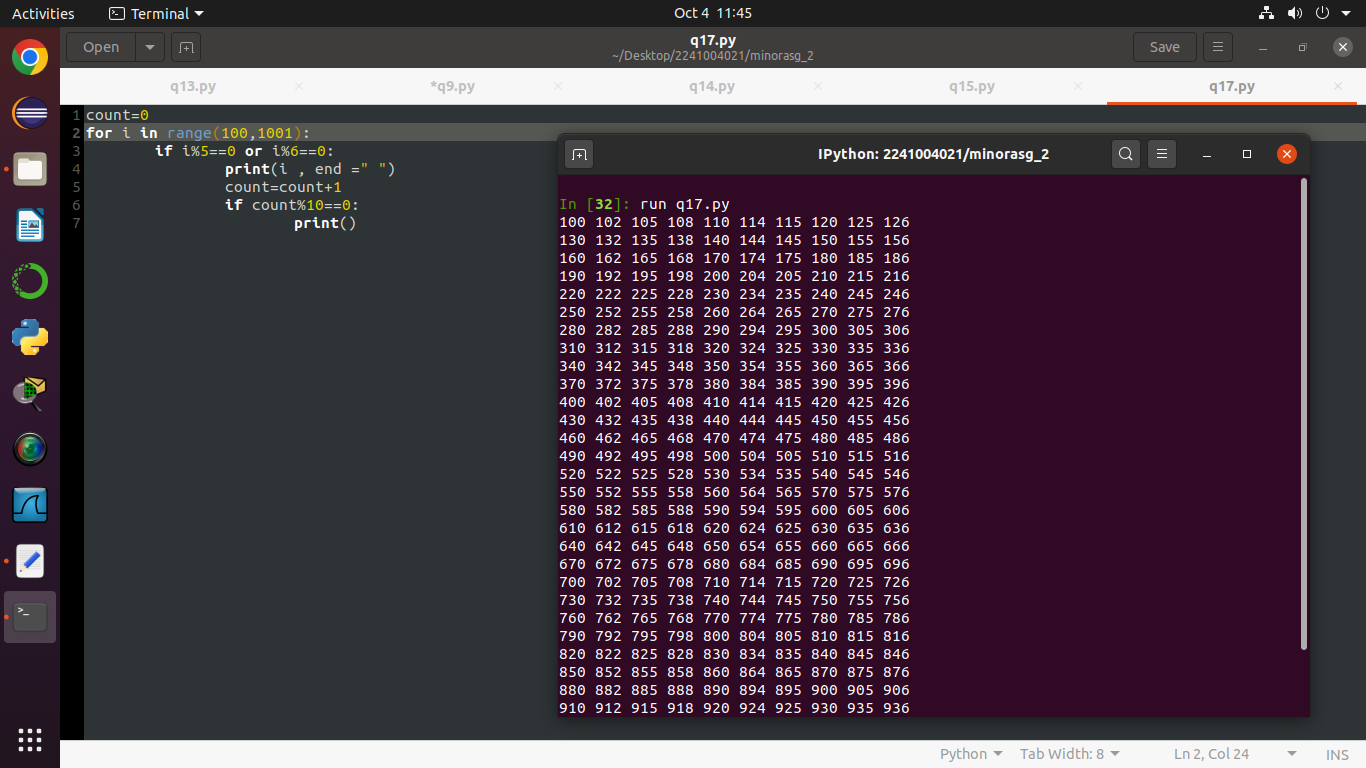 Activities
Terminal
Oct 4 11:45
Open
q17.py
~/Desktop/2241004021/minorasg_2
Save
q13.py
*q9.py
q14.py
q15.py
q17.py
1 count=0
2 for i in range(100,1001):
3         if i%5==0 or i%6==0:
4                 print(i , end =" ")
5                 count=count+1
6                 if count%10==0:
7                         print()
IPython: 2241004021/minorasg_2
In [32]: run q17.py
100 102 105 108 110 114 115 120 125 126
130 132 135 138 140 144 145 150 155 156
160 162 165 168 170 174 175 180 185 186
190 192 195 198 200 204 205 210 215 216
220 222 225 228 230 234 235 240 245 246
250 252 255 258 260 264 265 270 275 276
280 282 285 288 290 294 295 300 305 306
310 312 315 318 320 324 325 330 335 336
340 342 345 348 350 354 355 360 365 366
370 372 375 378 380 384 385 390 395 396
400 402 405 408 410 414 415 420 425 426
430 432 435 438 440 444 445 450 455 456
460 462 465 468 470 474 475 480 485 486
490 492 495 498 500 504 505 510 515 516
520 522 525 528 530 534 535 540 545 546
550 552 555 558 560 564 565 570 575 576
580 582 585 588 590 594 595 600 605 606
610 612 615 618 620 624 625 630 635 636
640 642 645 648 650 654 655 660 665 666
670 672 675 678 680 684 685 690 695 696
700 702 705 708 710 714 715 720 725 726
730 732 735 738 740 744 745 750 755 756
760 762 765 768 770 774 775 780 785 786
790 792 795 798 800 804 805 810 815 816
820 822 825 828 830 834 835 840 845 846
850 852 855 858 860 864 865 870 875 876
880 882 885 888 890 894 895 900 905 906
910 912 915 918 920 924 925 930 935 936
Python
Tab Width: 8
Ln 2, Col 24
INS